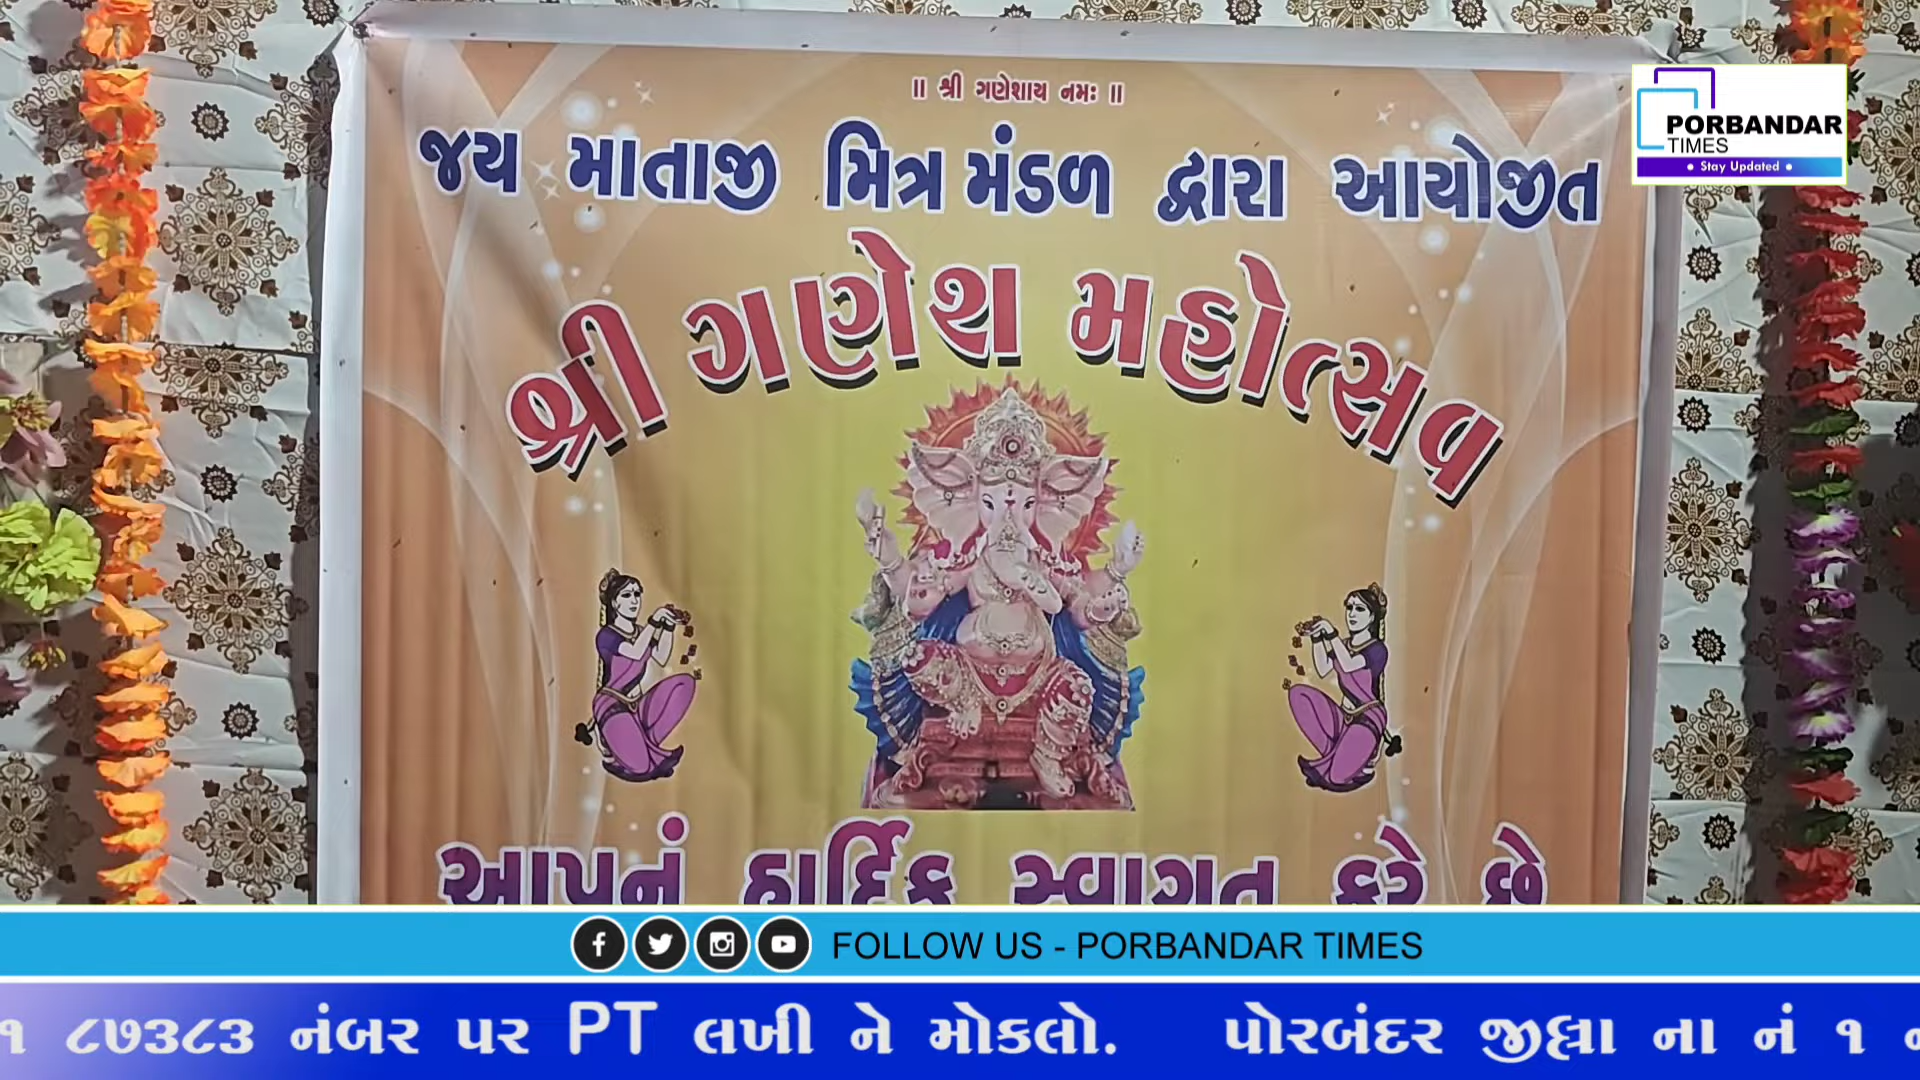 ॥ શ્રી ગણેશાય નમઃ ॥
જય માતાજી મિત્ર મંડળ દ્વારા આયોજીત
શ્રી ગણેશ મહોત્સવ
PORBANDAR
TIMES
• Stay Updated •
આપનું હાર્દિક સ્વાગત કરે છે
FOLLOW US - PORBANDAR TIMES
૧ ૮૭૩૮૩ નંબર પર PT લખી ને મોકલો. પોરબંદર જીલ્લા ના નં ૧